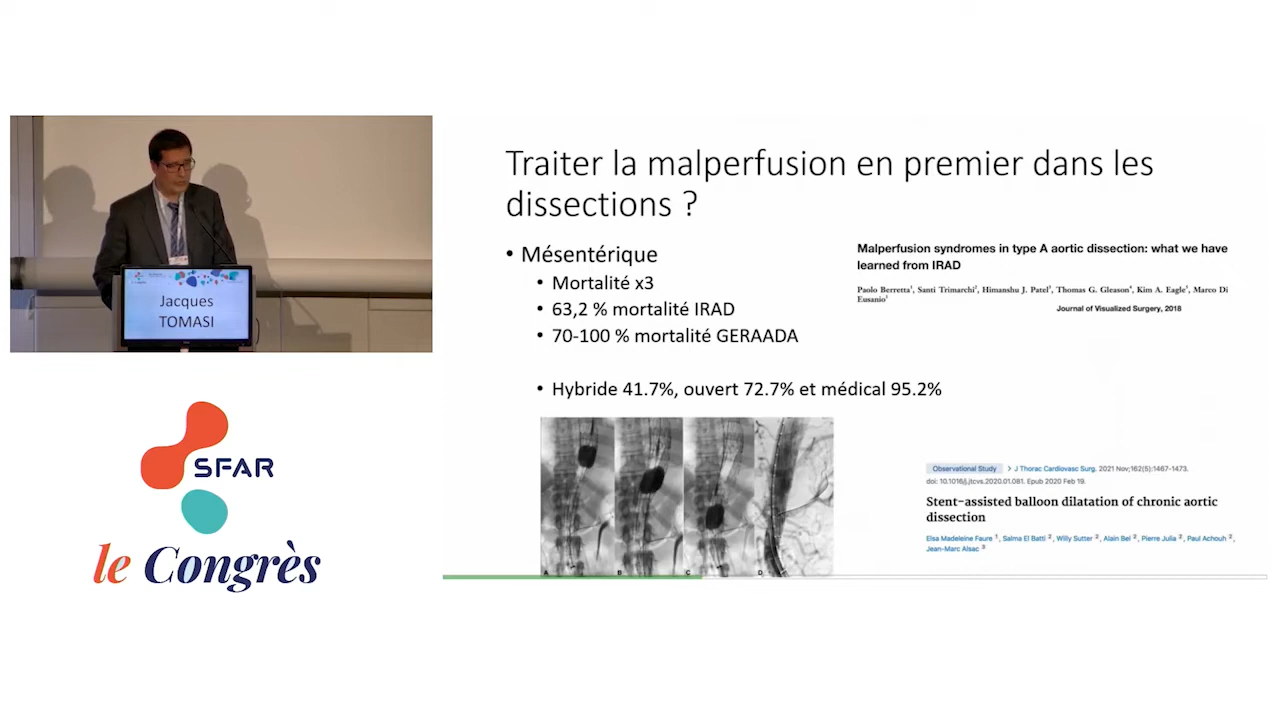 Jacques
TOMASI
SFAR
le Congrès
Traiter la malperfusion en premier dans les
dissections ?
• Mésentérique
• Mortalité x3
• 63,2 % mortalité IRAD
• 70-100 % mortalité GERAADA
• Hybride 41.7%, ouvert 72.7% et médical 95.2%
A B C D
Malperfusion syndromes in type A aortic dissection: what we have
learned from IRAD
Paolo Berretta¹, Santi Trimarchi², Himanshu J. Patel³, Thomas G. Gleason⁴, Kim A. Eagle³, Marco Di
Eusanio¹
Journal of Visualized Surgery, 2018
Observational Study > J Thorac Cardiovasc Surg. 2021 Nov;162(5):1467-1473.
doi: 10.1016/j.jtcvs.2020.01.081. Epub 2020 Feb 19.
Stent-assisted balloon dilatation of chronic aortic
dissection
Elsa Madeleine Faure ¹, Salma El Batti ², Willy Sutter ², Alain Bel ², Pierre Julia ², Paul Achouh ²,
Jean-Marc Alsac ³